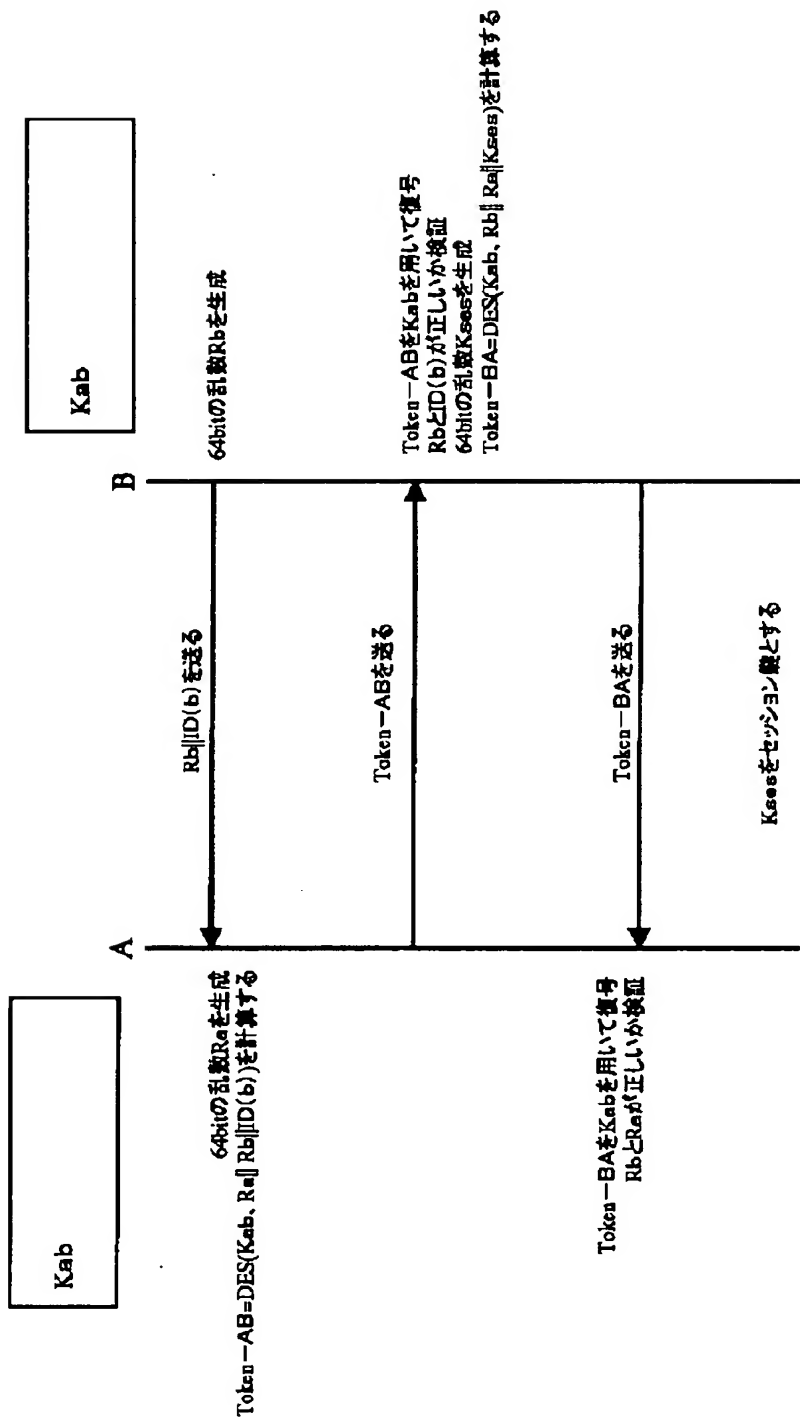 Kab
Kab
A
B
64bitの乱数Rbを生成
Rb||ID(b)を送る
64bitの乱数Raを生成
Token-AB=DES(Kab、Ra||Rb||ID(b))を計算する
Token-ABを送る
Token-ABをKabを用いて復号
RbとID(b)が正しいか検証
64bitの乱数Ksesを生成
Token-BA=DES(Kab、Rb||Ra||Kses)を計算する
Token-BAを送る
Token-BAをKabを用いて復号
RbとRaが正しいか検証
Ksesをセッション鍵とする